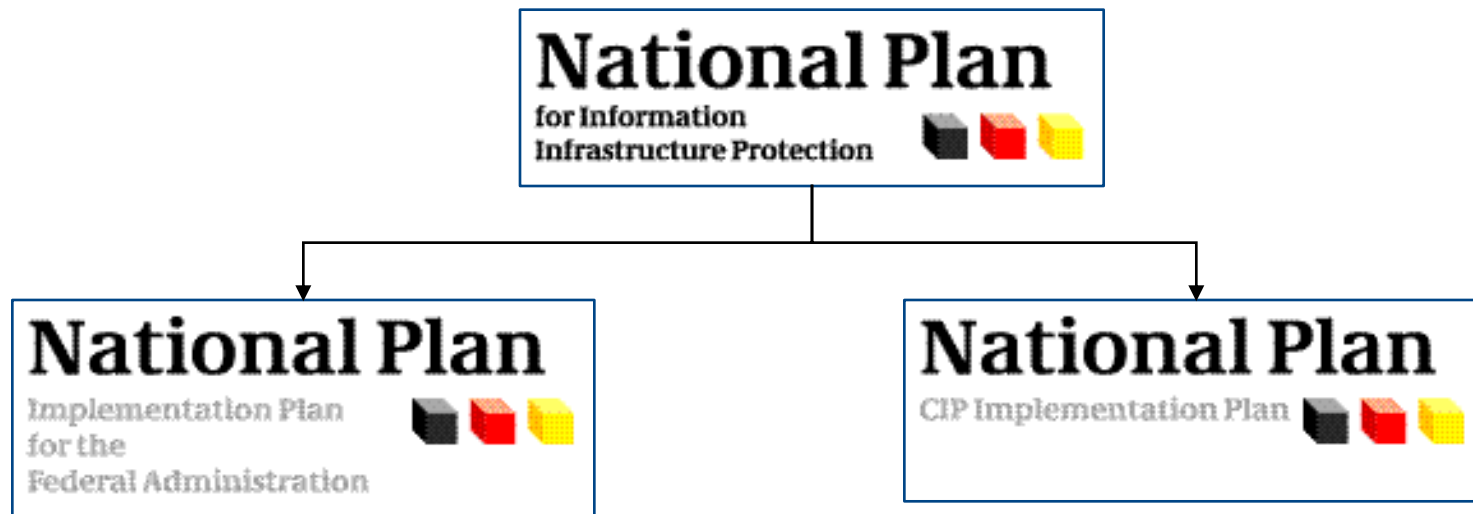 National Plan
for Information
Infrastructure Protection
National Plan
Implementation Plan
for the
Federal Administration
National Plan
CIP Implementation Plan